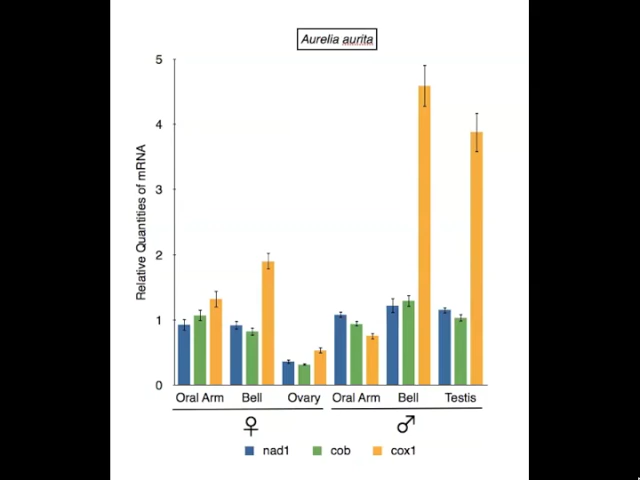 Aurelia aurita
5
4
3
2
1
0
Relative Quantities of mRNA
Oral Arm Bell Ovary Oral Arm Bell Testis
♀ ♂
nad1 cob cox1